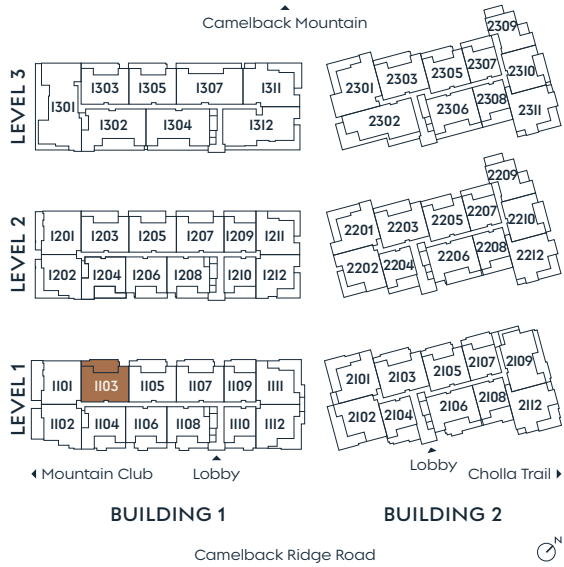 Camelback Mountain
LEVEL 3
1301 1303 1305 1307 1311
1302 1304 1312
2301 2303 2305 2307 2309 2310
2302 2306 2308 2311
LEVEL 2
1201 1203 1205 1207 1209 1211
1202 1204 1206 1208 1210 1212
2201 2203 2205 2207 2209 2210
2202 2204 2206 2208 2212
LEVEL 1
1101 1103 1105 1107 1109 1111
1102 1104 1106 1108 1110 1112
2101 2103 2105 2107 2109
2102 2104 2106 2108 2112
Mountain Club Lobby
Lobby Cholla Trail
BUILDING 1
BUILDING 2
Camelback Ridge Road
N